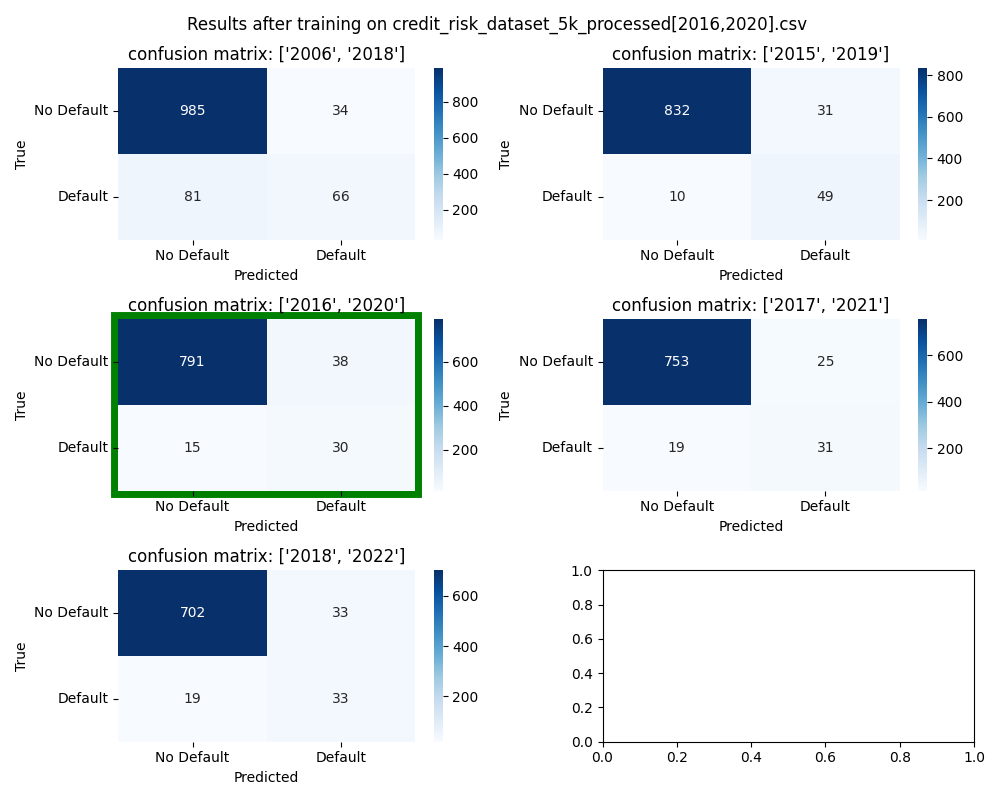 Results after training on credit_risk_dataset_5k_processed[2016,2020].csv
confusion matrix: ['2006', '2018']
No Default
985
34
Default
81
66
No Default
Default
True
Predicted
800
600
400
200
confusion matrix: ['2015', '2019']
No Default
832
31
Default
10
49
No Default
Default
True
Predicted
800
600
400
200
confusion matrix: ['2016', '2020']
No Default
791
38
Default
15
30
No Default
Default
True
Predicted
600
400
200
confusion matrix: ['2017', '2021']
No Default
753
25
Default
19
31
No Default
Default
True
Predicted
600
400
200
confusion matrix: ['2018', '2022']
No Default
702
33
Default
19
33
No Default
Default
True
Predicted
600
400
200
1.0
0.8
0.6
0.4
0.2
0.0
0.0 0.2 0.4 0.6 0.8 1.0